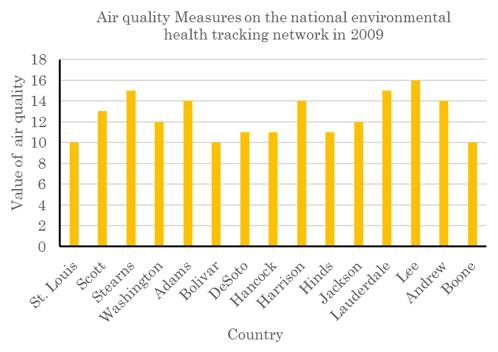 Air quality Measures on the national environmental
health tracking network in 2009
Value of air quality
18
16
14
12
10
8
6
4
2
0
St. Louis
Scott
Stearns
Washington
Adams
Bolivar
DeSoto
Hancock
Harrison
Hinds
Jackson
Lauderdale
Lee
Andrew
Boone
Country